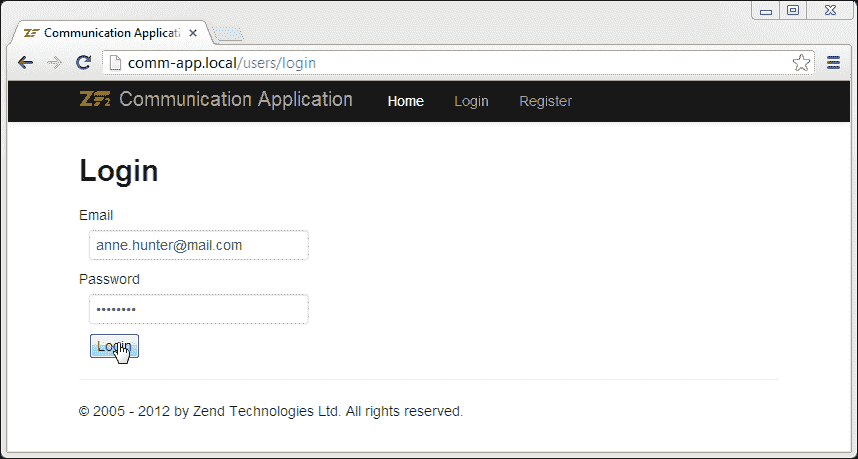 Communication Applicati
comm-app.local/users/login
ZF2 Communication Application Home Login Register
Login
Email
anne.hunter@mail.com
Password
••••••••
Login
© 2005 - 2012 by Zend Technologies Ltd. All rights reserved.